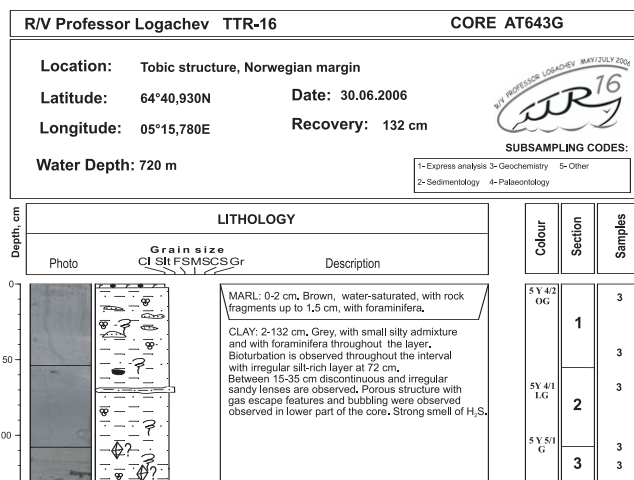 R/V Professor Logachev TTR-16
CORE AT643G
Location: Tobic structure, Norwegian margin
Latitude: 64°40,930N
Date: 30.06.2006
Longitude: 05°15,780E
Recovery: 132 cm
Water Depth: 720 m
R/V PROFESSOR LOGACHEV MAY/JULY 2006
TTR 16
SUBSAMPLING CODES:
1- Express analysis 3- Geochemistry 5- Other
2- Sedimentology 4- Palaeontology
Depth, cm
LITHOLOGY
Photo
Grain size
Cl Slt FSMSCSGr
Description
Colour
Section
Samples
0
MARL: 0-2 cm. Brown, water-saturated, with rock
fragments up to 1.5 cm, with foraminifera.
CLAY: 2-132 cm. Grey, with small silty admixture
and with foraminifera throughout the layer.
Bioturbation is observed throughout the interval
with irregular silt-rich layer at 72 cm.
Between 15-35 cm discontinuous and irregular
sandy lenses are observed. Porous structure with
gas escape features and bubbling were observed
observed in lower part of the core. Strong smell of H₂S.
50
00
?
?
5 Y 4/2
OG
1
3
3
5Y 4/1
LG
2
3
5 Y 5/1
G
3
3
3